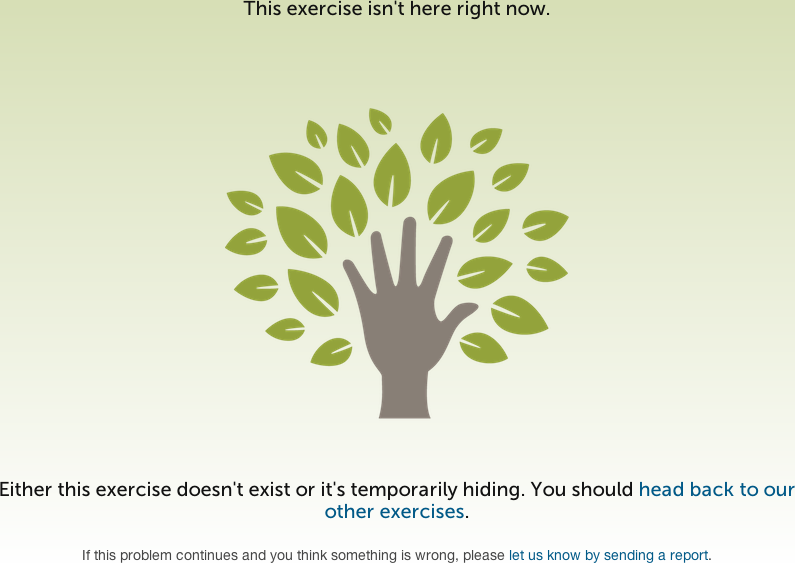 This exercise isn't here right now.
Either this exercise doesn't exist or it's temporarily hiding. You should head back to our
other exercises.
If this problem continues and you think something is wrong, please let us know by sending a report.